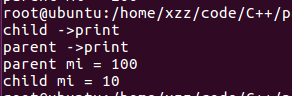 root@ubuntu:/home/xzz/code/C++/p
child ->print
parent ->print
parent mi = 100
child mi = 10